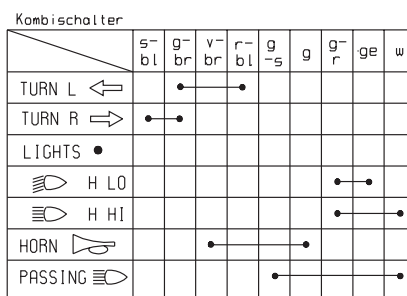 Kombischalter
s-bl g-br v-br r-bl g-s g g-r ge w
TURN L
TURN R
LIGHTS
H LO
H HI
HORN
PASSING